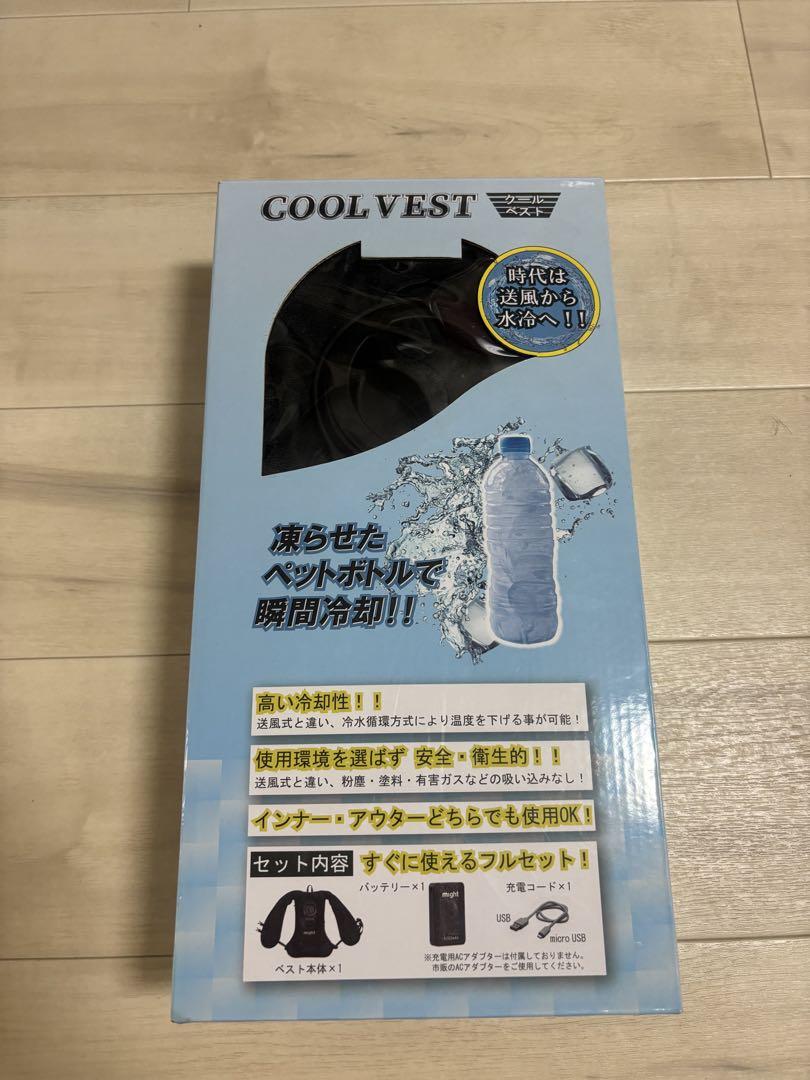 COOL VEST
クール
ベスト
時代は
送風から
水冷へ!!
凍らせた
ペットボトルで
瞬間冷却!!
高い冷却性!!
送風式と違い、冷水循環方式により温度を下げる事が可能!
使用環境を選ばず 安全・衛生的!!
送風式と違い、粉塵・塗料・有害ガスなどの吸い込みなし!
インナー・アウターどちらでも使用OK!
セット内容 すぐに使えるフルセット!
バッテリー×1
充電コード×1
might
might
USB
micro USB
ベスト本体×1
※充電用ACアダプターは付属しておりません。
市販のACアダプターをご使用してください。